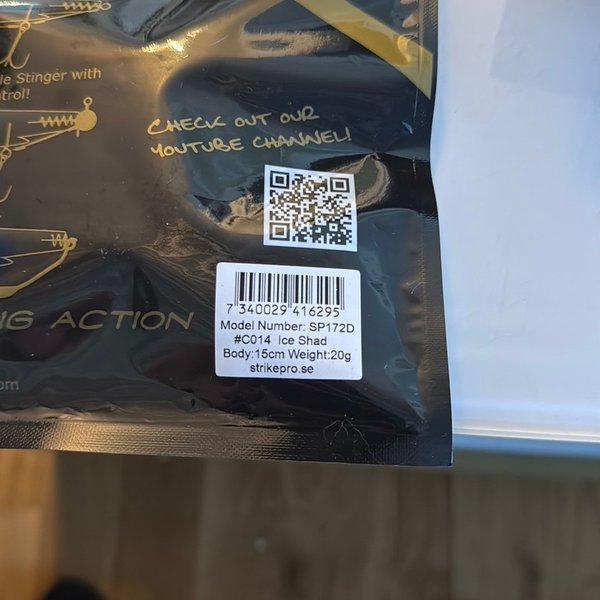 le Stinger with
trol!
CHECK OUT OUR
YOUTUBE CHANNEL!
7 340029 416295
Model Number: SP172D
#C014 Ice Shad
Body:15cm Weight:20g
strikepro.se
NG ACTION
om